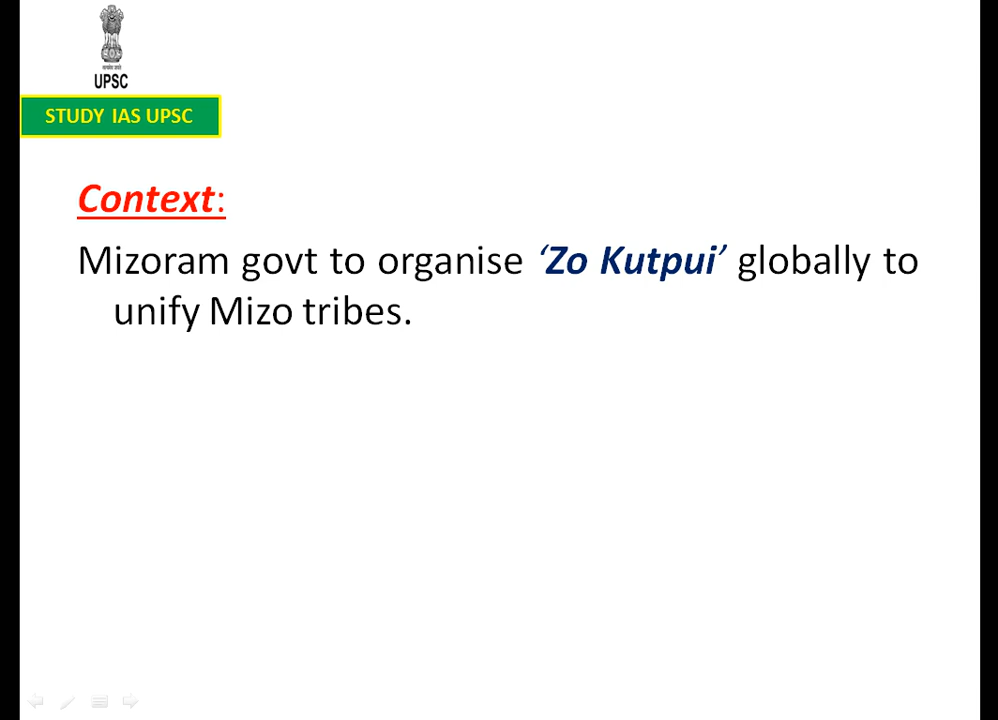 UPSC
STUDY IAS UPSC
Context:
Mizoram govt to organise ‘Zo Kutpui’ globally to
unify Mizo tribes.